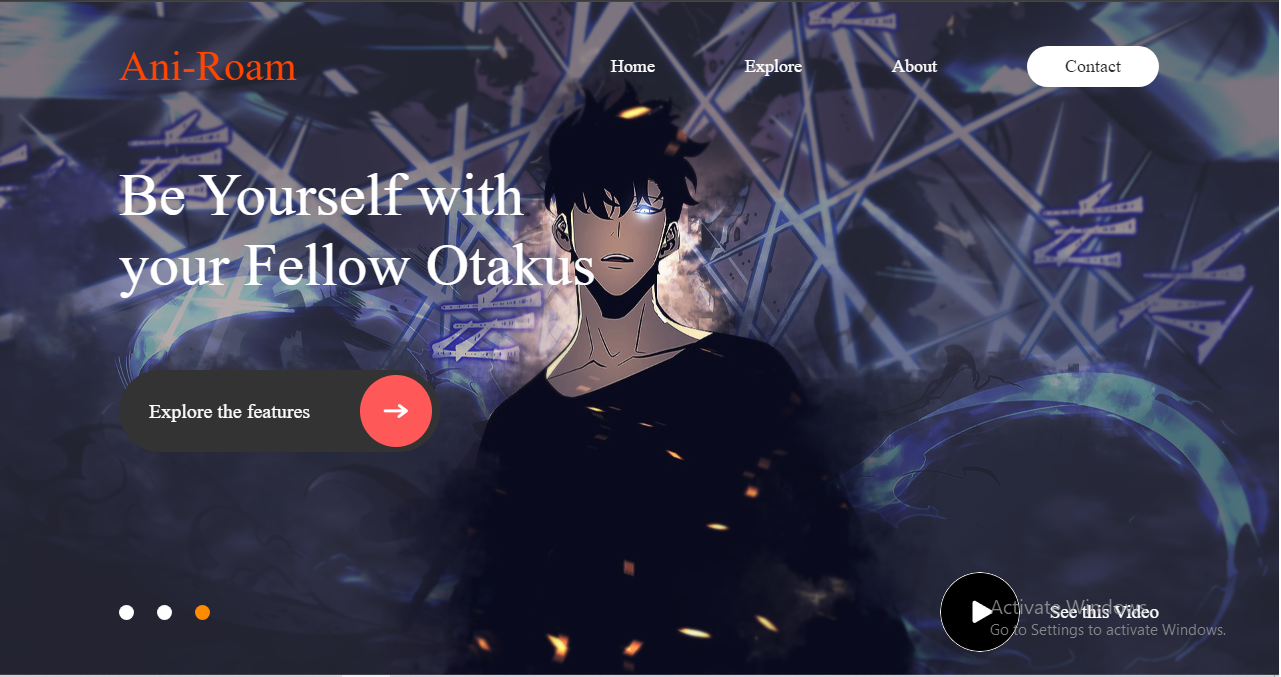 Ani-Roam
Home
Explore
About
Contact
Be Yourself with
your Fellow Otakus
Explore the features
See this Video
Activate Windows
Go to Settings to activate Windows.